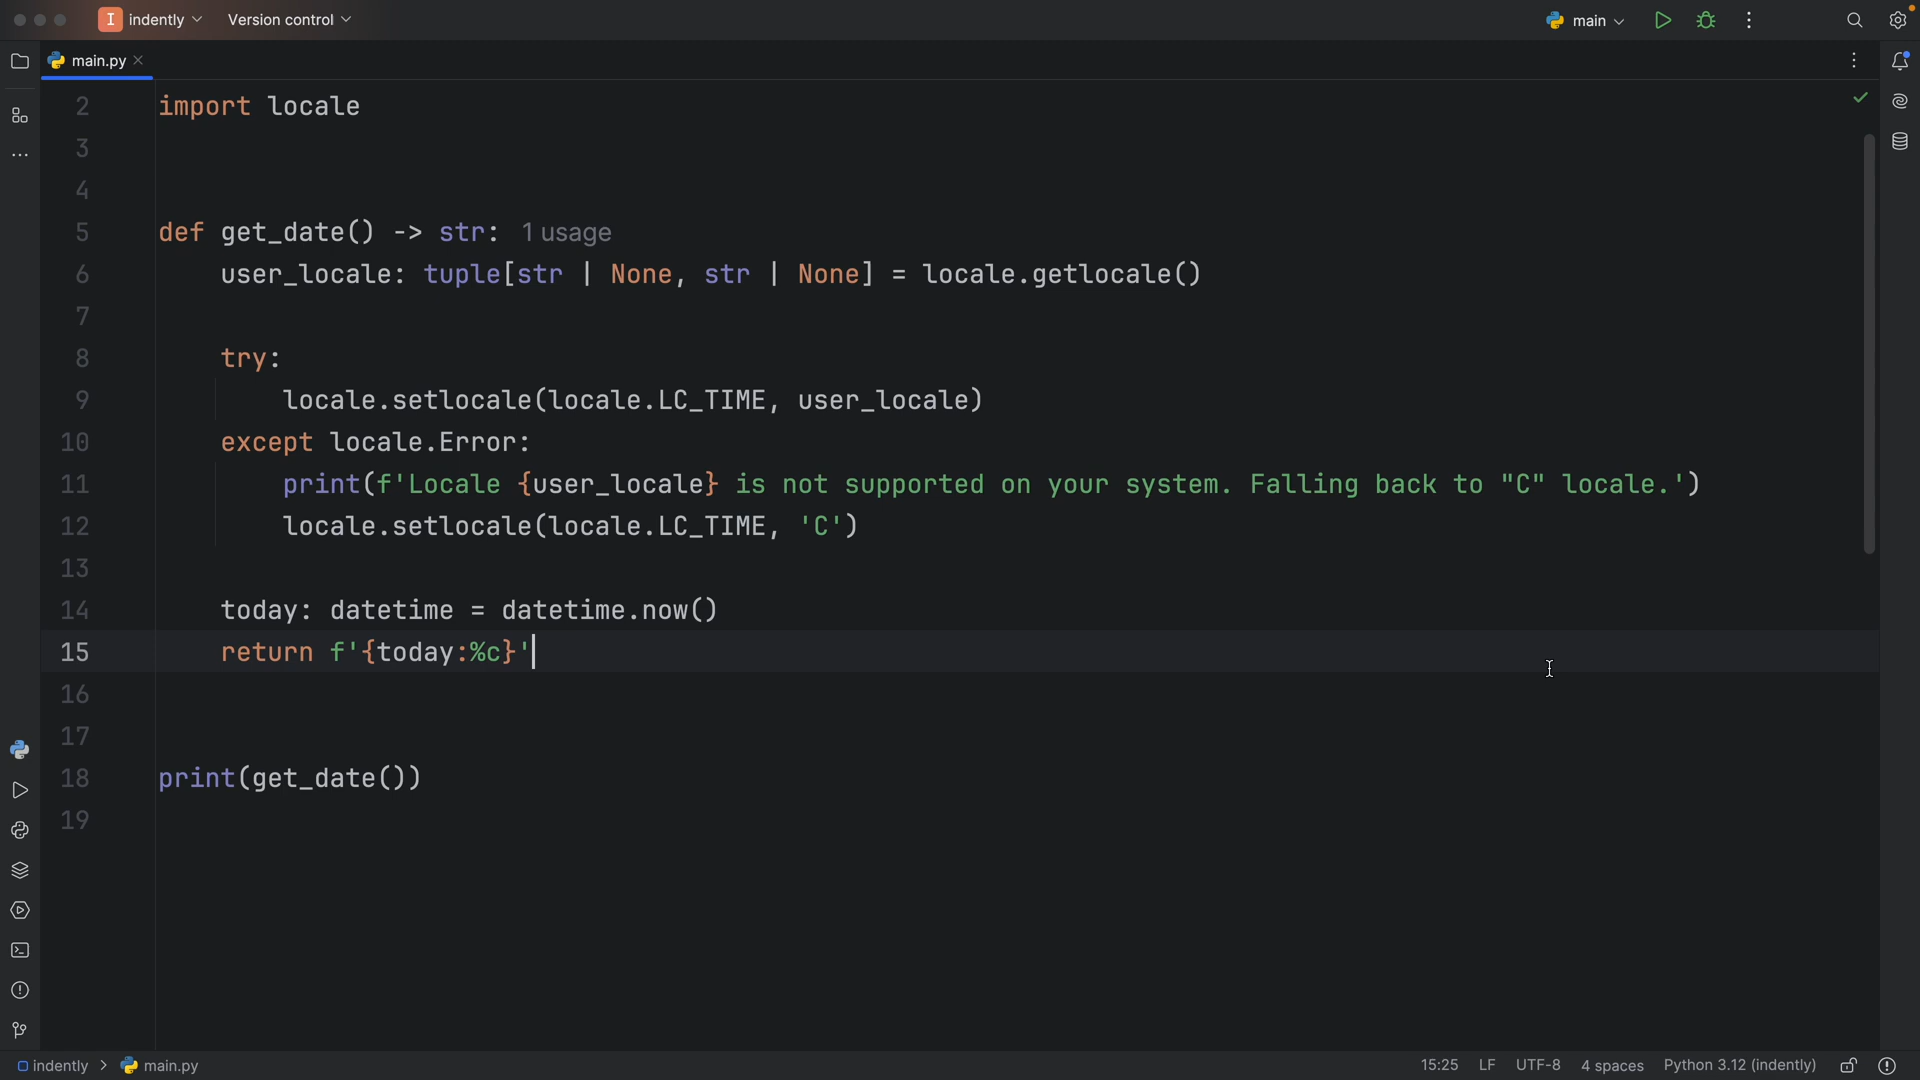 I indently Version control main
main.py
2 import locale
3
4
5 def get_date() -> str: 1 usage
6 user_locale: tuple[str | None, str | None] = locale.getlocale()
7
8 try:
9 locale.setlocale(locale.LC_TIME, user_locale)
10 except locale.Error:
11 print(f'Locale {user_locale} is not supported on your system. Falling back to "C" locale.')
12 locale.setlocale(locale.LC_TIME, 'C')
13
14 today: datetime = datetime.now()
15 return f'{today:%c}'
16
17
18 print(get_date())
19
indently > main.py 15:25 LF UTF-8 4 spaces Python 3.12 (indently)